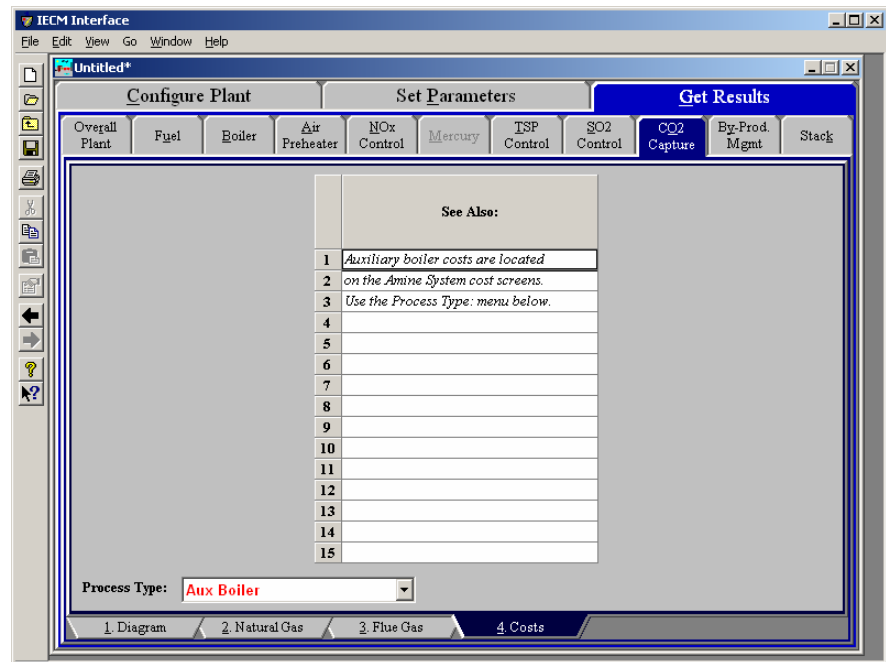 IECM Interface
File Edit View Go Window Help
Untitled*
Configure Plant Set Parameters Get Results
Overall Plant Fuel Boiler Air Preheater NOx Control Mercury TSP Control SO2 Control CO2 Capture By-Prod. Mgmt Stack
See Also:
1 Auxiliary boiler costs are located
2 on the Amine System cost screens.
3 Use the Process Type: menu below.
4
5
6
7
8
9
10
11
12
13
14
15
Process Type: Aux Boiler
1. Diagram 2. Natural Gas 3. Flue Gas 4. Costs